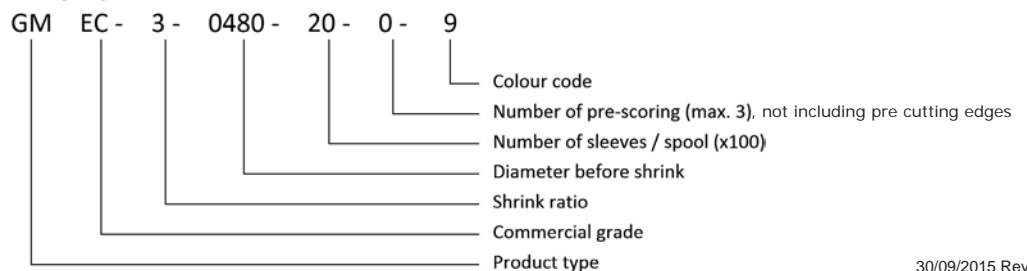 GM EC - 3 - 0480 - 20 - 0 - 9
Colour code
Number of pre-scoring (max. 3), not including pre cutting edges
Number of sleeves / spool (x100)
Diameter before shrink
Shrink ratio
Commercial grade
Product type
30/09/2015 Rev